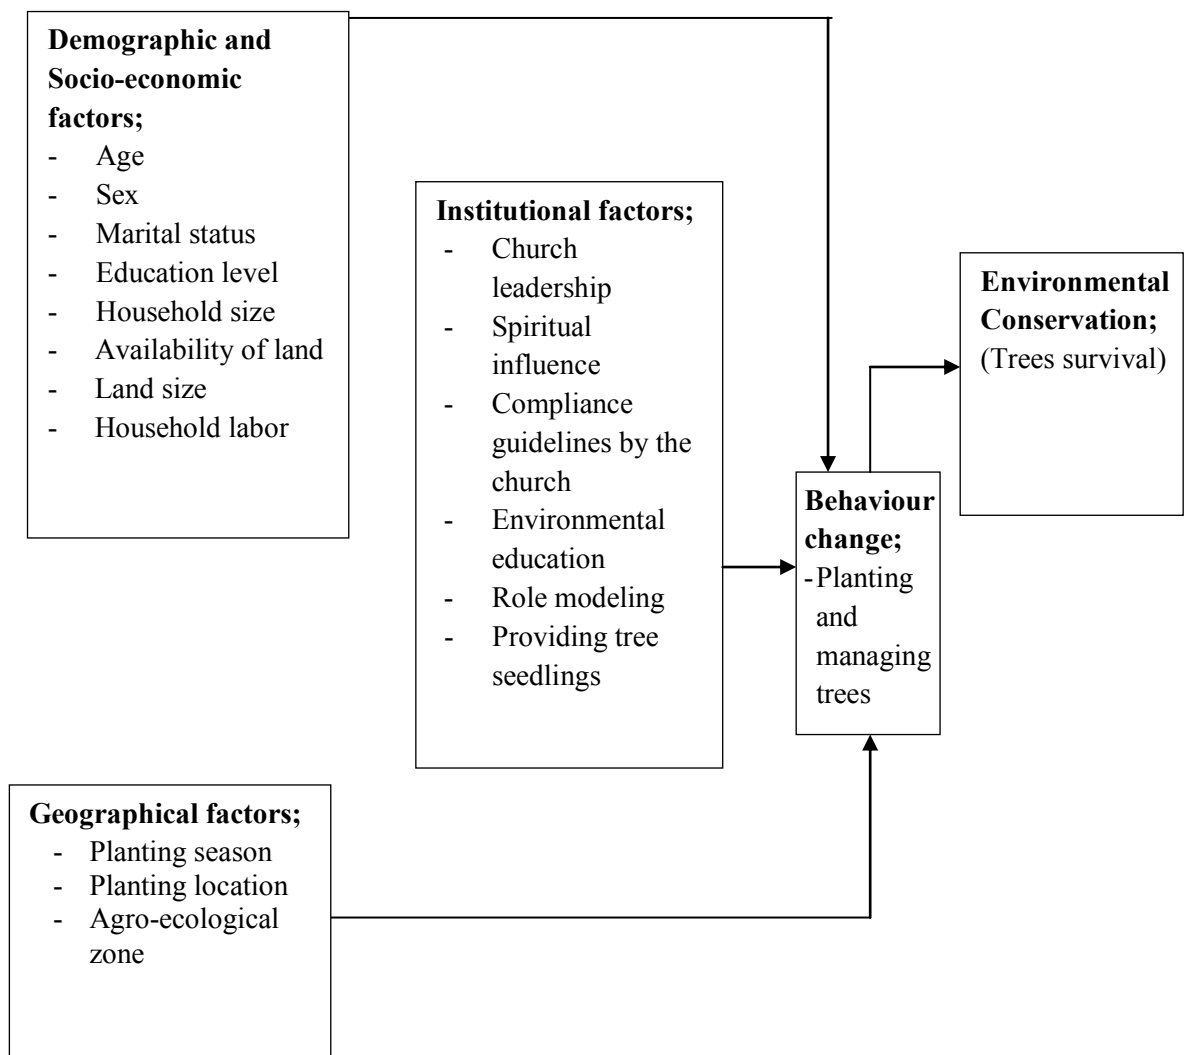 Demographic and
Socio-economic
factors;
- Age
- Sex
- Marital status
- Education level
- Household size
- Availability of land
- Land size
- Household labor
Institutional factors;
- Church
leadership
- Spiritual
influence
- Compliance
guidelines by the
church
- Environmental
education
- Role modeling
- Providing tree
seedlings
Environmental
Conservation;
(Trees survival)
Behaviour
change;
-Planting
and
managing
trees
Geographical factors;
- Planting season
- Planting location
- Agro-ecological
zone